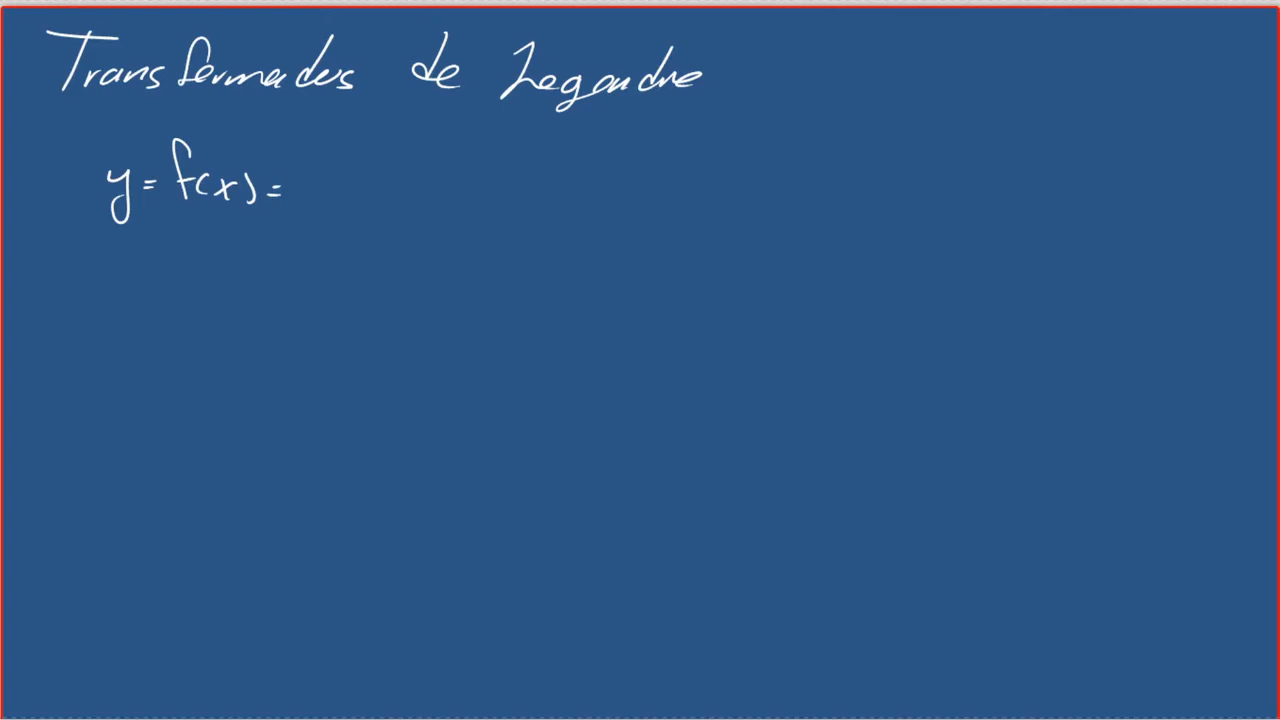 Transformadas de Legendre
y = f(x) =